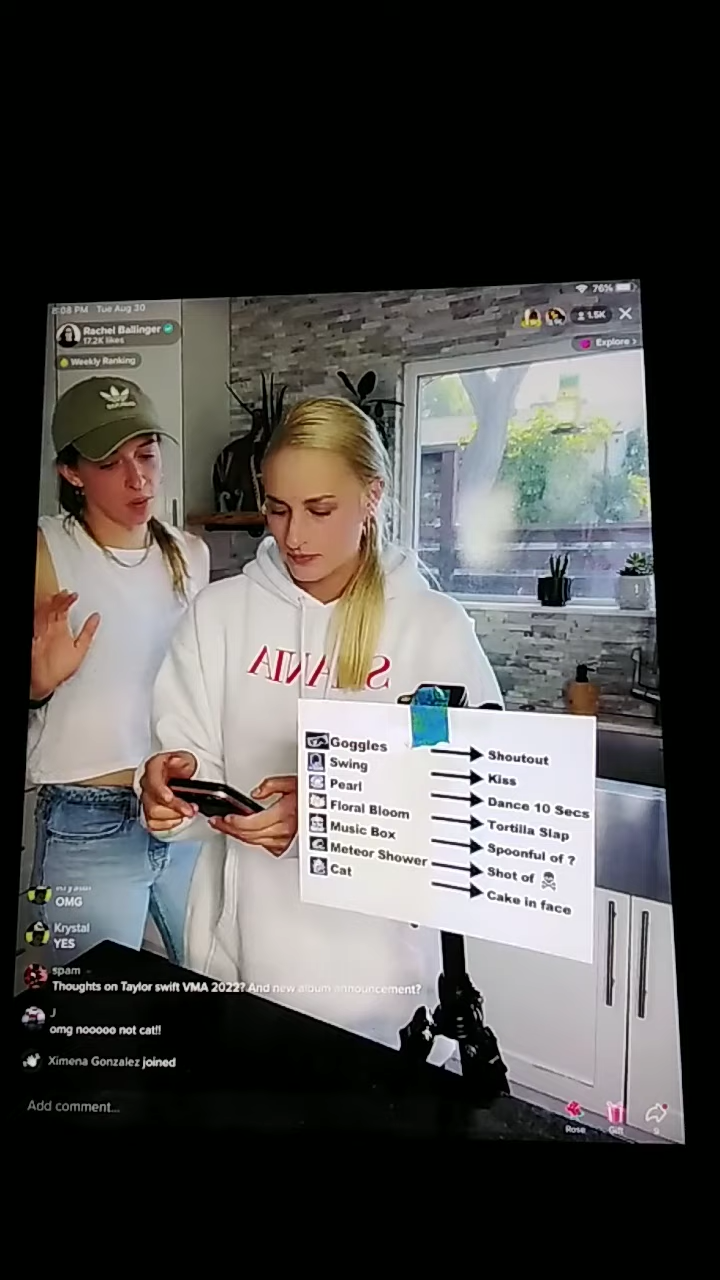 8:08 PM Tue Aug 30
76%
Rachel Ballinger
17.2K likes
1.5K
Weekly Ranking
Explore >
adidas
SANIA
Goggles → Shoutout
Swing → Kiss
Pearl → Dance 10 Secs
Floral Bloom → Tortilla Slap
Music Box → Spoonful of ?
Meteor Shower → Shot of ☠
Cat → Cake in face
OMG
Krystal
YES
spam
Thoughts on Taylor swift VMA 2022? And new album announcement?
J
omg nooooo not cat!!
Ximena Gonzalez joined
Add comment...
Rose
Gift
9